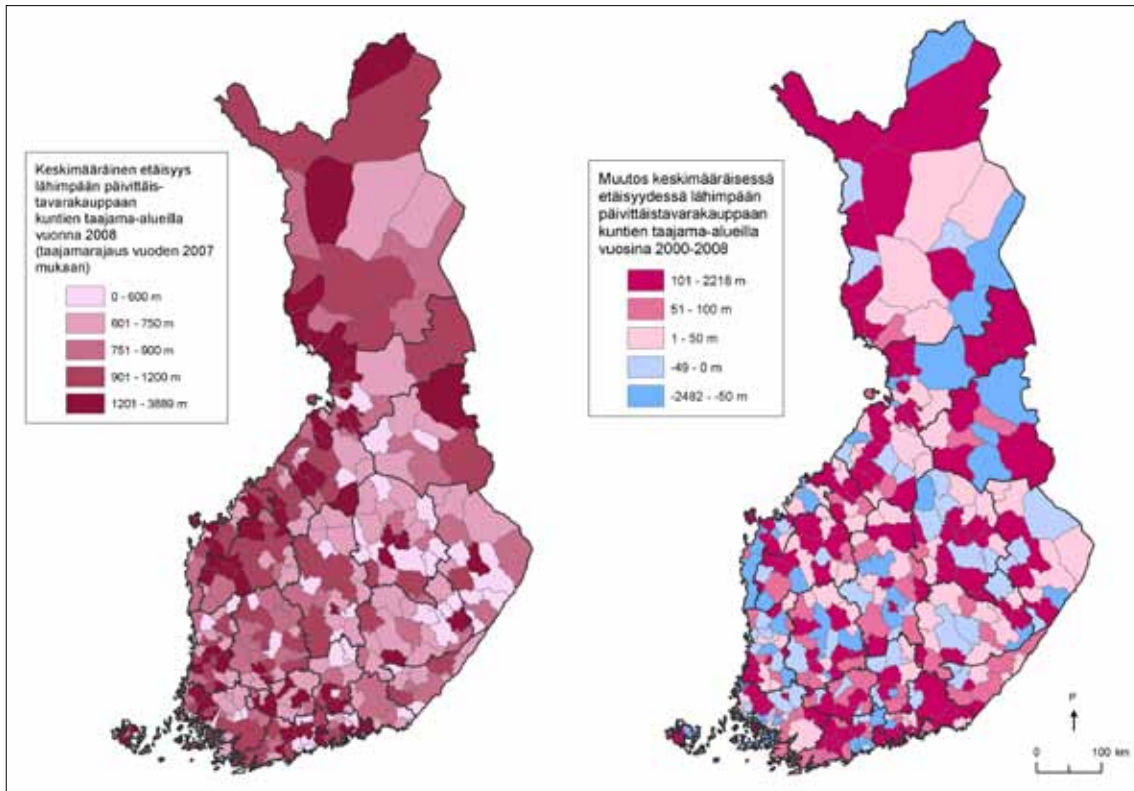 Keskimääräinen etäisyys
lähimpään päivittäis-
tavarakauppaan
kuntien taajama-alueilla
vuonna 2008
(taajamarajaus vuoden 2007
mukaan)
0 - 600 m
601 - 750 m
751 - 900 m
901 - 1200 m
1201 - 3889 m
Muutos keskimääräisessä
etäisyydessä lähimpään
päivittäistavarakauppaan
kuntien taajama-alueilla
vuosina 2000-2008
101 - 2218 m
51 - 100 m
1 - 50 m
-49 - 0 m
-2482 - -50 m
P
0 100 km